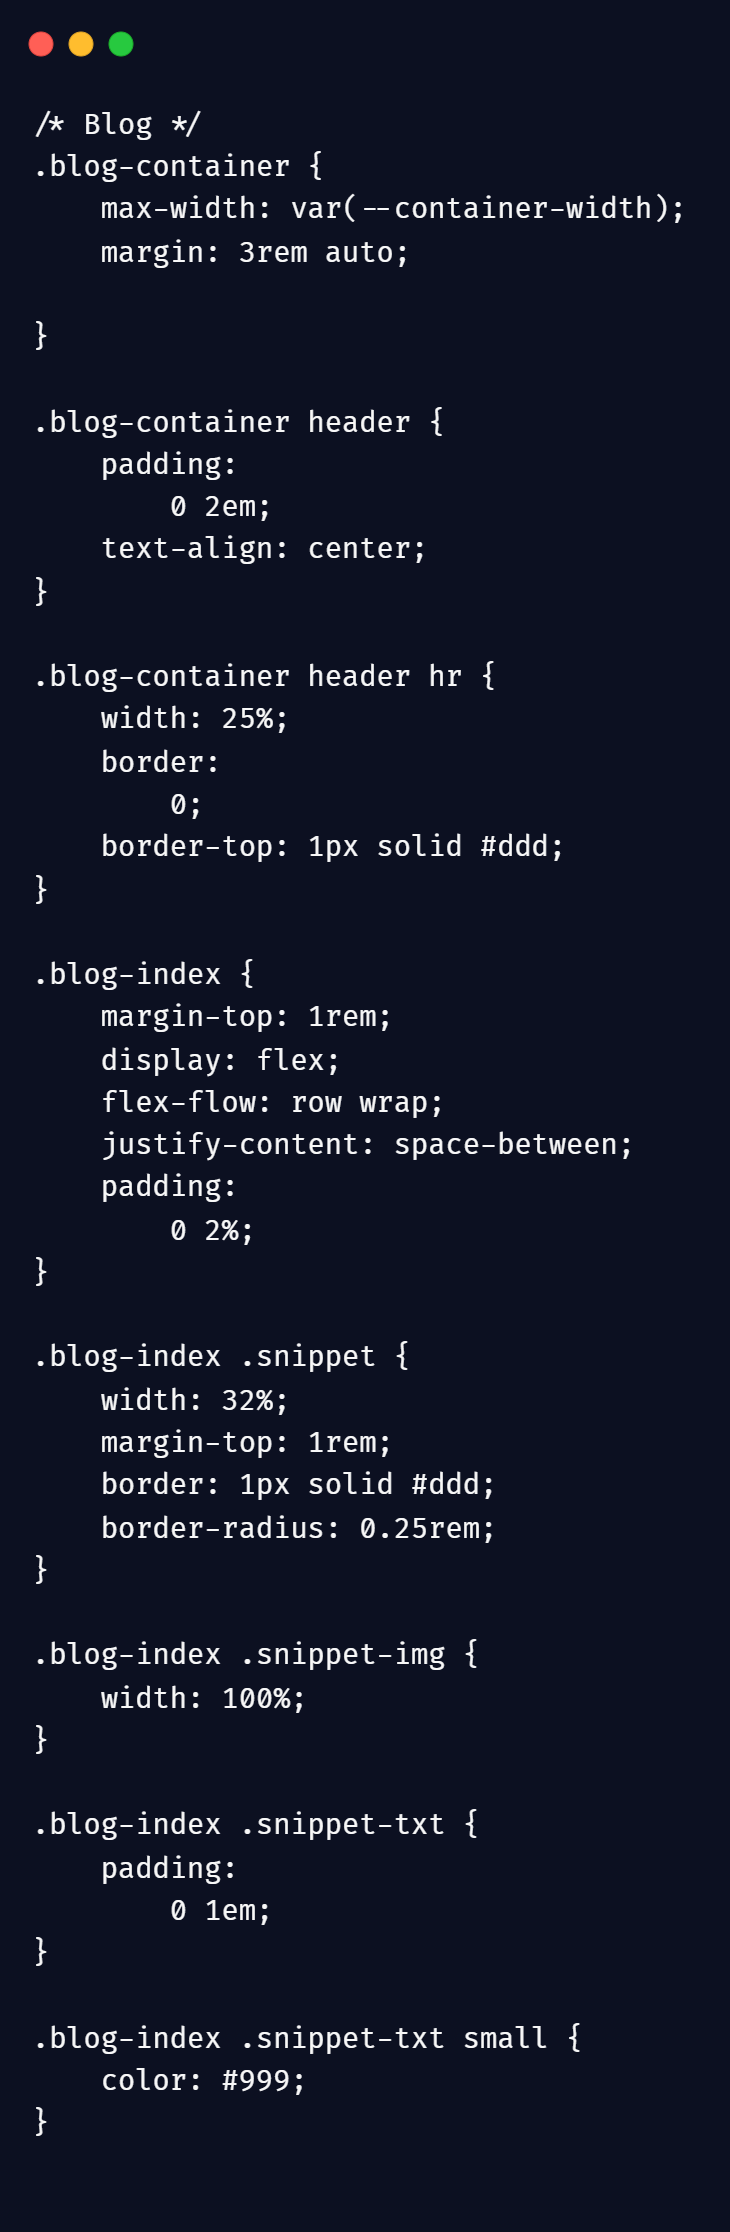 /* Blog */
.blog-container {
    max-width: var(--container-width);
    margin: 3rem auto;

}

.blog-container header {
    padding:
        0 2em;
    text-align: center;
}

.blog-container header hr {
    width: 25%;
    border:
        0;
    border-top: 1px solid #ddd;
}

.blog-index {
    margin-top: 1rem;
    display: flex;
    flex-flow: row wrap;
    justify-content: space-between;
    padding:
        0 2%;
}

.blog-index .snippet {
    width: 32%;
    margin-top: 1rem;
    border: 1px solid #ddd;
    border-radius: 0.25rem;
}

.blog-index .snippet-img {
    width: 100%;
}

.blog-index .snippet-txt {
    padding:
        0 1em;
}

.blog-index .snippet-txt small {
    color: #999;
}